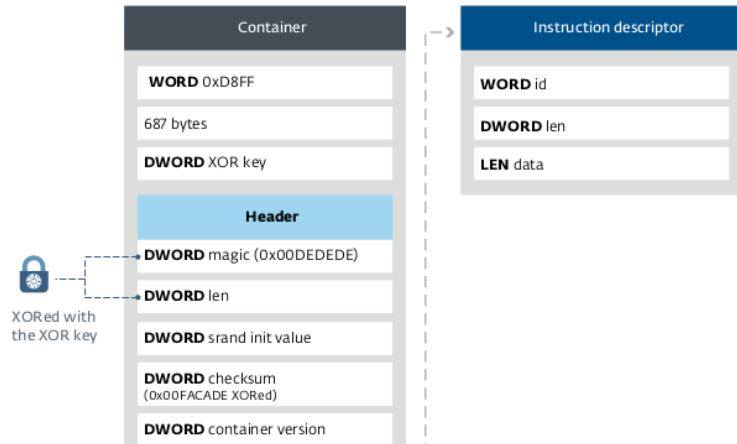 Container
WORD 0xD8FF
687 bytes
DWORD XOR key
Header
DWORD magic (0x00DEDEDE)
DWORD len
DWORD srand init value
DWORD checksum
(0x00FACADE XORed)
DWORD container version
XORed with
the XOR key
Instruction descriptor
WORD id
DWORD len
LEN data